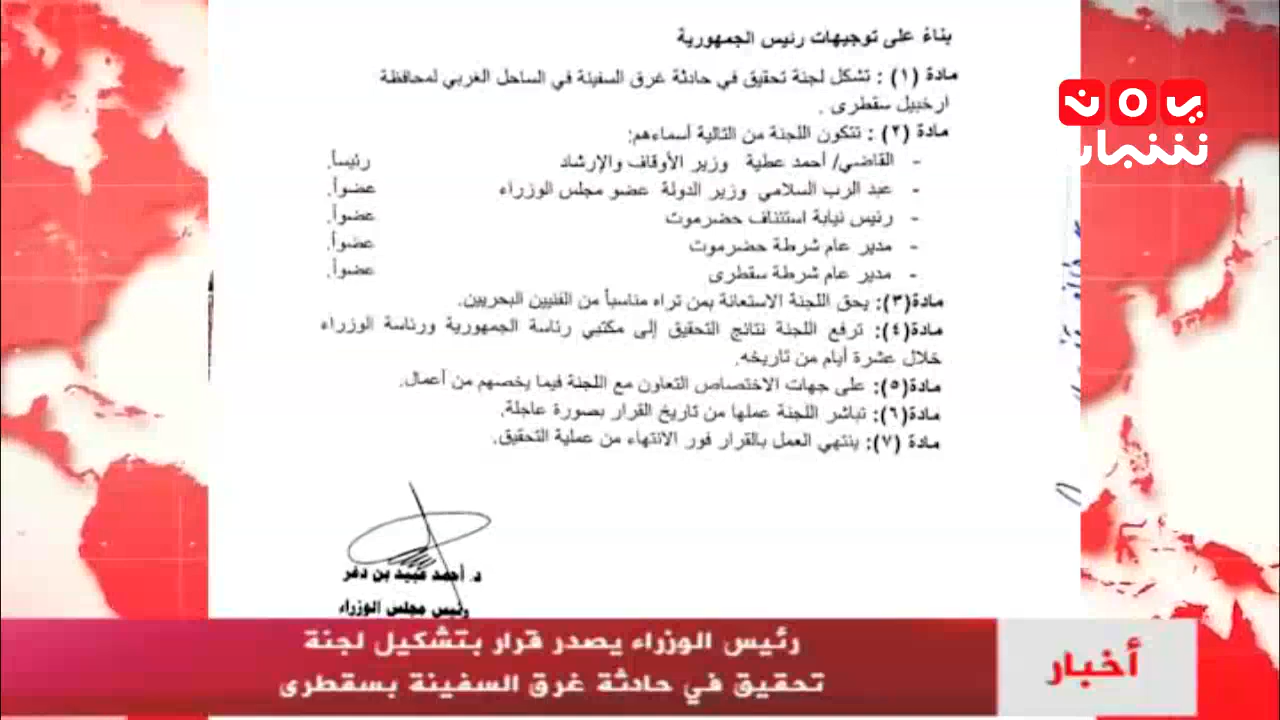 بناءً على توجيهات رئيس الجمهورية
مادة (١) : تشكل لجنة تحقيق في حادثة غرق السفينة في الساحل الغربي لمحافظة
ارخبيل سقطرى .
مادة (٢) : تتكون اللجنة من التالية أسماءهم:
- القاضي/ أحمد عطية وزير الأوقاف والإرشاد رئيساً.
- عبد الرب السلامي وزير الدولة عضو مجلس الوزراء عضواً.
- رئيس نيابة استئناف حضرموت عضواً.
- مدير عام شرطة حضرموت عضواً.
- مدير عام شرطة سقطرى عضواً.
مادة(٣): يحق اللجنة الاستعانة بمن تراه مناسباً من الفنيين البحريين.
مادة(٤): ترفع اللجنة نتائج التحقيق إلى مكتبي رئاسة الجمهورية ورئاسة الوزراء
خلال عشرة أيام من تاريخه.
مادة(٥): على جهات الاختصاص التعاون مع اللجنة فيما يخصهم من أعمال.
مادة(٦): تباشر اللجنة عملها من تاريخ القرار بصورة عاجلة.
مادة (٧): ينتهي العمل بالقرار فور الانتهاء من عملية التحقيق.
د. أحمد عبيد بن دغر
رئيس مجلس الوزراء
يمن
شباب
أخبار
رئيس الوزراء يصدر قرار بتشكيل لجنة
تحقيق في حادثة غرق السفينة بسقطرى